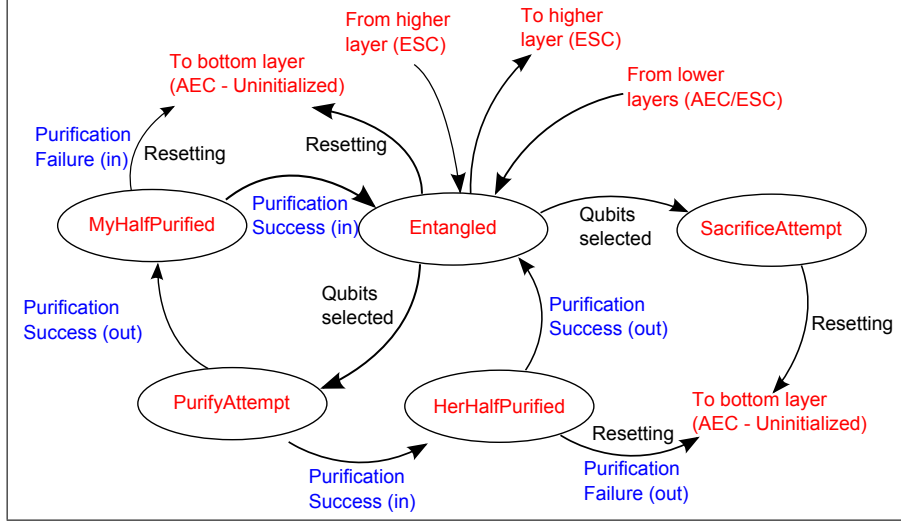 From higher
layer (ESC)
To higher
layer (ESC)
To bottom layer
(AEC - Uninitialized)
From lower
layers (AEC/ESC)
Purification
Failure (in)
Resetting
Resetting
MyHalfPurified
Purification
Success (in)
Entangled
Qubits
selected
SacrificeAttempt
Purification
Success (out)
Qubits
selected
Purification
Success (out)
Resetting
PurifyAttempt
HerHalfPurified
To bottom layer
(AEC - Uninitialized)
Resetting
Purification
Success (in)
Purification
Failure (out)